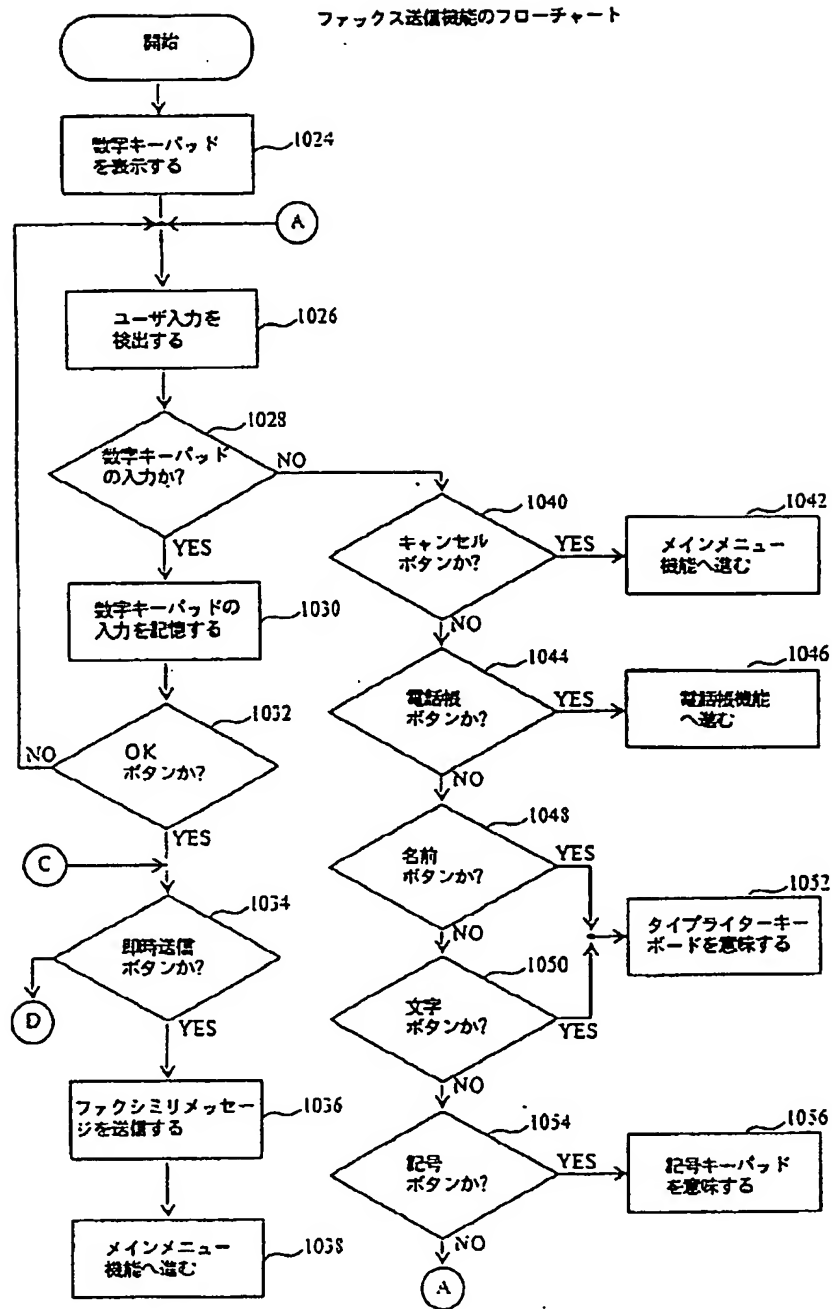 ファックス送信機能のフローチャート
開始
数字キーパッド
を表示する
1024
A
ユーザ入力を
検出する
1026
数字キーパッド
の入力か?
1028
NO
YES
数字キーパッドの
入力を記憶する
1030
OK
ボタンか?
1032
NO
YES
C
即時送信
ボタンか?
1034
D
YES
ファクシミリメッセー
ジを送信する
1036
メインメニュー
機能へ進む
1038
キャンセル
ボタンか?
1040
YES
メインメニュー
機能へ進む
1042
NO
電話帳
ボタンか?
1044
YES
電話帳機能
へ進む
1046
NO
名前
ボタンか?
1048
YES
タイプライターキー
ボードを意味する
1052
NO
文字
ボタンか?
1050
YES
NO
記号
ボタンか?
1054
YES
記号キーパッド
を意味する
1056
NO
A